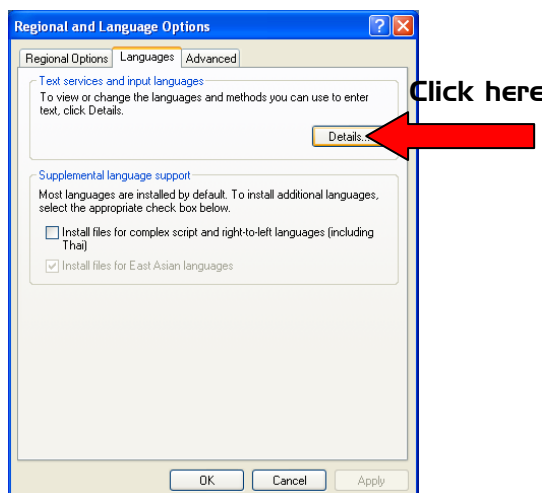 Regional and Language Options
Regional Options Languages Advanced
Text services and input languages
To view or change the languages and methods you can use to enter
text, click Details.
Click here
Details...
Supplemental language support
Most languages are installed by default. To install additional languages,
select the appropriate check box below.
Install files for complex script and right-to-left languages (including
Thai)
Install files for East Asian languages
OK Cancel Apply